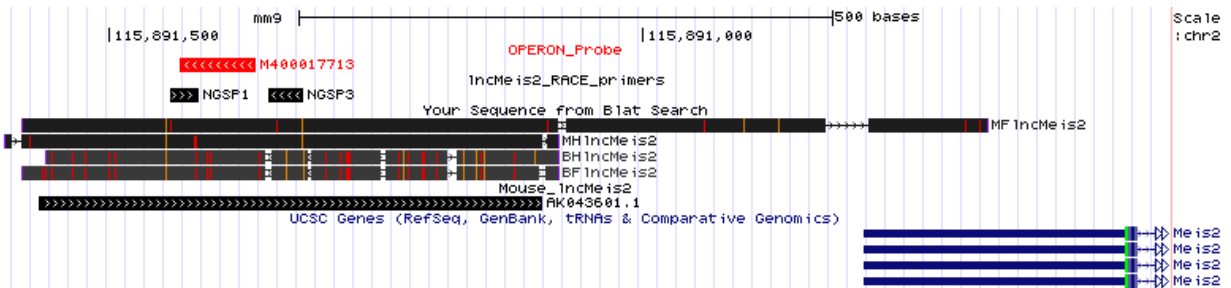 mm9 500 bases Scale
115,891,500 115,891,000 :chr2
OPERON_Probe
M400017713
lncMeis2_RACE_primers
NGSP1 NGSP3
Your Sequence from Blat Search
MFlncMeis2
MHlncMeis2
BHlncMeis2
BFlncMeis2
Mouse_lncMeis2
AK043601.1
UCSC Genes (RefSeq, GenBank, tRNAs & Comparative Genomics)
Meis2
Meis2
Meis2
Meis2